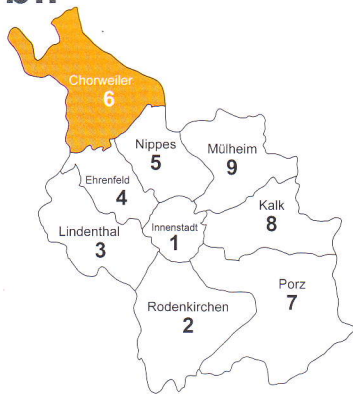 Chorweiler
6
Nippes
5
Mülheim
9
Ehrenfeld
4
Kalk
8
Lindenthal
3
Innenstadt
1
Porz
7
Rodenkirchen
2